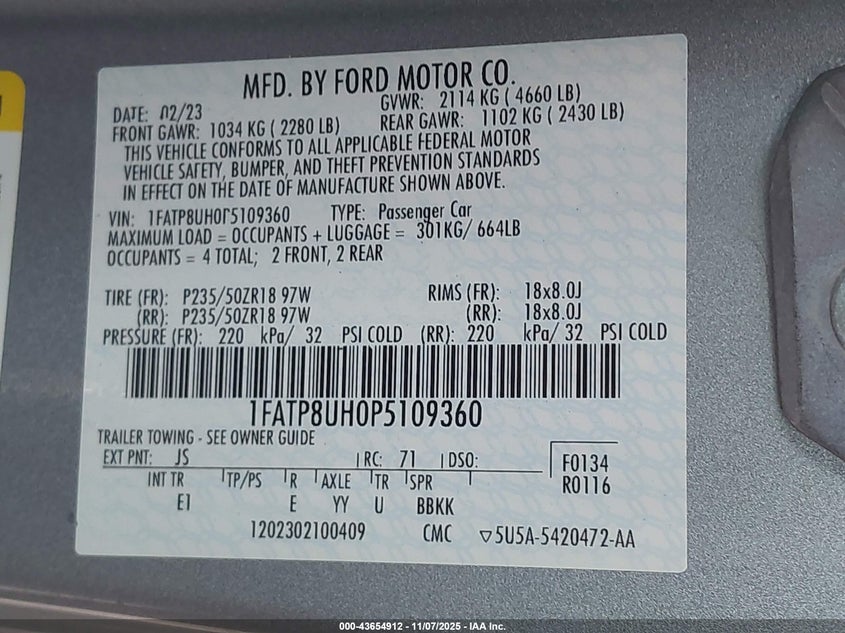 MFD. BY FORD MOTOR CO.
DATE: 02/23 GVWR: 2114 KG ( 4660 LB)
FRONT GAWR: 1034 KG ( 2280 LB) REAR GAWR: 1102 KG ( 2430 LB)
THIS VEHICLE CONFORMS TO ALL APPLICABLE FEDERAL MOTOR
VEHICLE SAFETY, BUMPER, AND THEFT PREVENTION STANDARDS
IN EFFECT ON THE DATE OF MANUFACTURE SHOWN ABOVE.
VIN: 1FATP8UH0P5109360 TYPE: Passenger Car
MAXIMUM LOAD = OCCUPANTS + LUGGAGE = 301KG/ 664LB
OCCUPANTS = 4 TOTAL; 2 FRONT, 2 REAR
TIRE (FR): P235/50ZR18 97W RIMS (FR): 18x8.0J
(RR): P235/50ZR18 97W (RR): 18x8.0J
PRESSURE (FR): 220 kPa/ 32 PSI COLD (RR): 220 kPa/ 32 PSI COLD
1FATP8UH0P5109360
TRAILER TOWING - SEE OWNER GUIDE
EXT PNT: JS RC: 71 DSO: F0134
INT TR TP/PS R AXLE TR SPR R0116
E1 E YY U BBKK
1202302100409 CMC ▽5U5A-5420472-AA
000-43654912 - 11/07/2025 - IAA Inc.